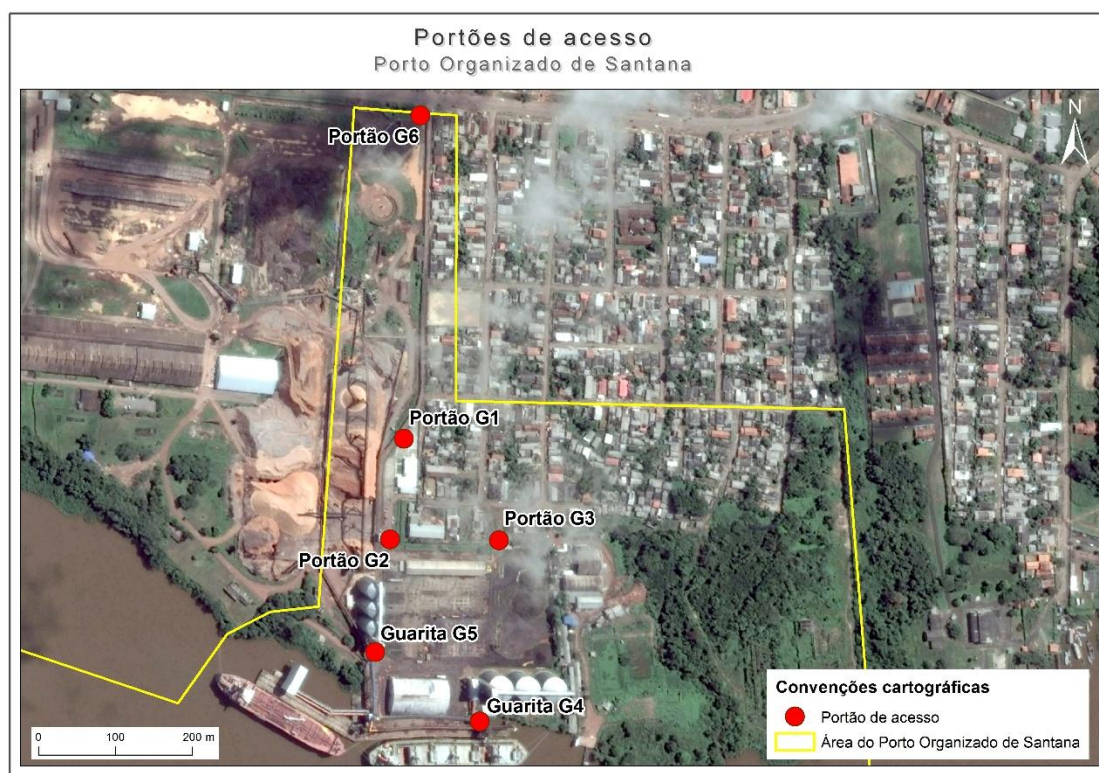 Portões de acesso
Porto Organizado de Santana
N
Portão G6
Portão G1
Portão G3
Portão G2
Guarita G5
Guarita G4
Convenções cartográficas
Portão de acesso
Área do Porto Organizado de Santana
0 100 200 m